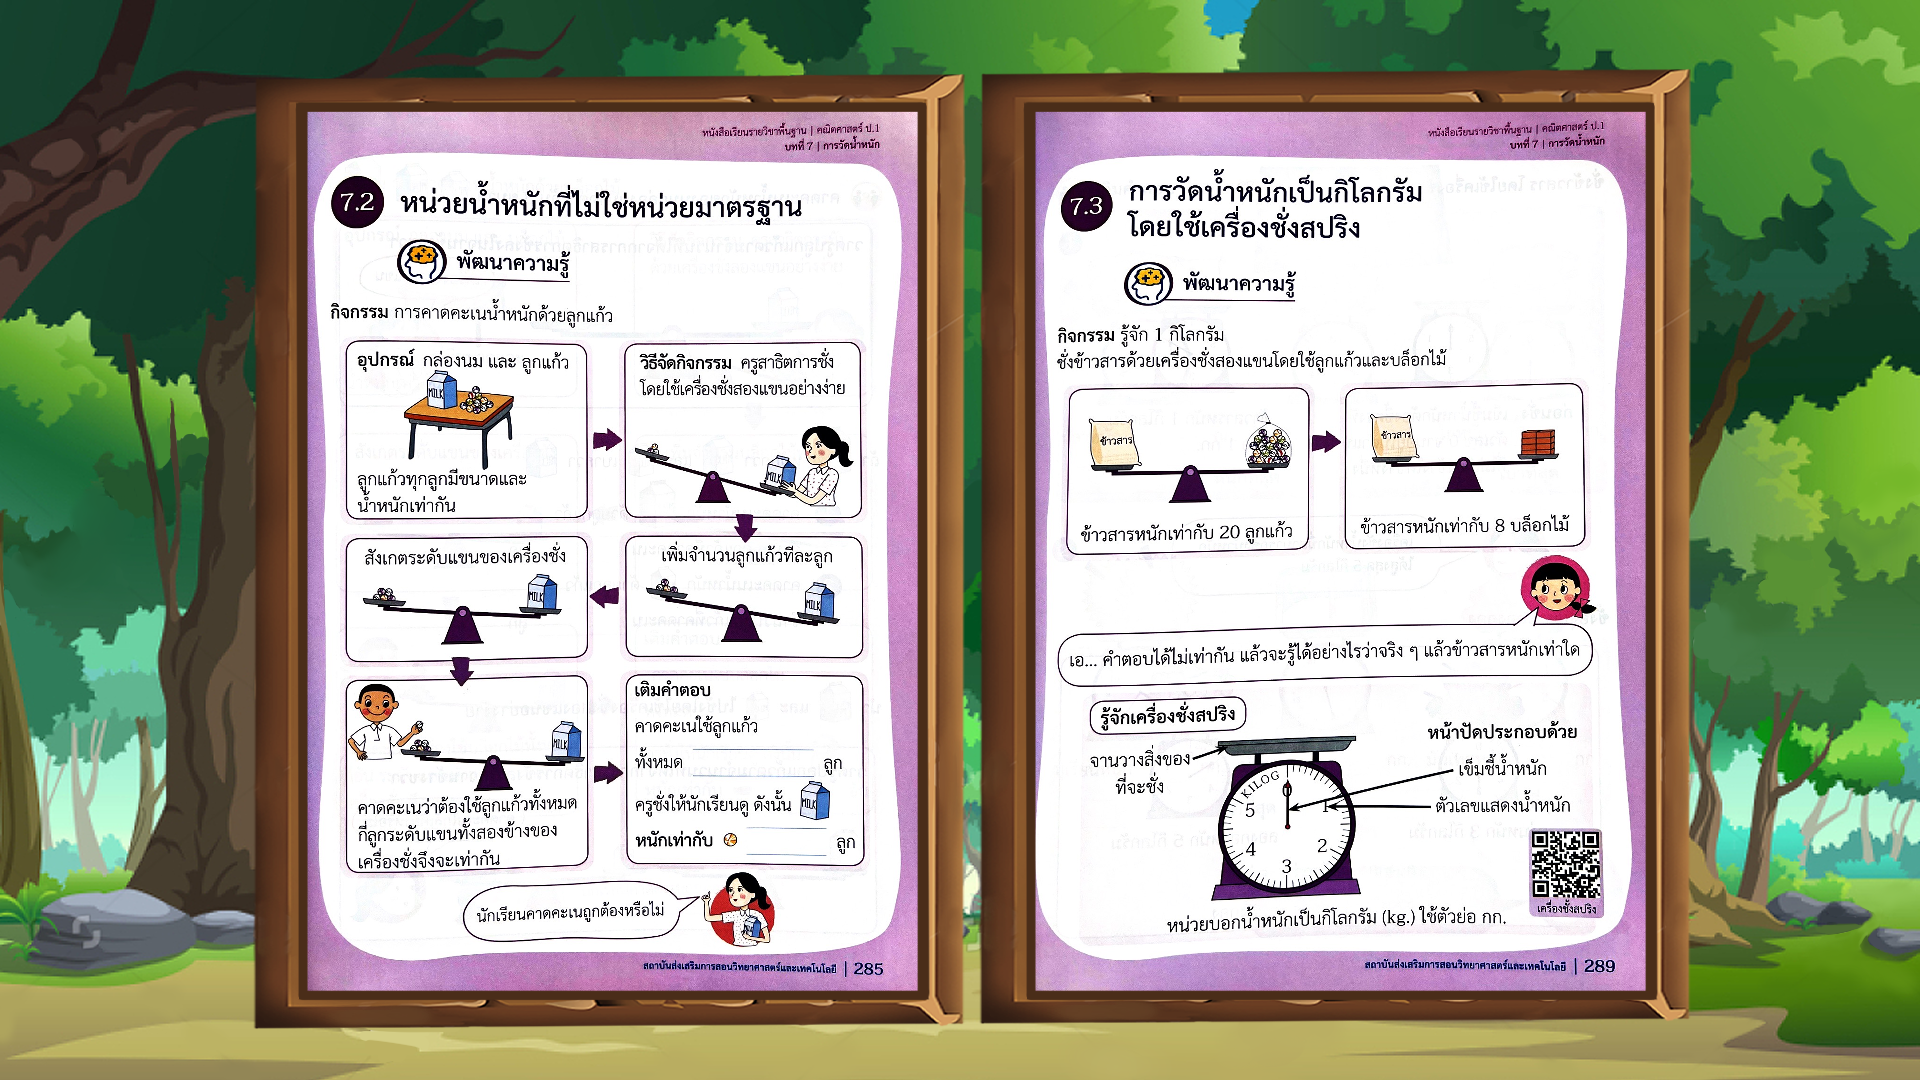 หนังสือเรียนรายวิชาพื้นฐาน | คณิตศาสตร์ ป.1
บทที่ 7 | การวัดน้ำหนัก
7.2 หน่วยน้ำหนักที่ไม่ใช่หน่วยมาตรฐาน
พัฒนาความรู้
กิจกรรม การคาดคะเนน้ำหนักด้วยลูกแก้ว
อุปกรณ์ กล่องนม และ ลูกแก้ว
MILK
ลูกแก้วทุกลูกมีขนาดและ
น้ำหนักเท่ากัน
วิธีจัดกิจกรรม ครูสาธิตการชั่ง
โดยใช้เครื่องชั่งสองแขนอย่างง่าย
MILK
เพิ่มจำนวนลูกแก้วทีละลูก
MILK
สังเกตระดับแขนของเครื่องชั่ง
MILK
MILK
คาดคะเนว่าต้องใช้ลูกแก้วทั้งหมด
กี่ลูกระดับแขนทั้งสองข้างของ
เครื่องชั่งจึงจะเท่ากัน
เติมคำตอบ
คาดคะเนใช้ลูกแก้ว
ทั้งหมด ลูก
ครูชั่งให้นักเรียนดู ดังนั้น MILK
หนักเท่ากับ ลูก
นักเรียนคาดคะเนถูกต้องหรือไม่
สถาบันส่งเสริมการสอนวิทยาศาสตร์และเทคโนโลยี | 285
หนังสือเรียนรายวิชาพื้นฐาน | คณิตศาสตร์ ป.1
บทที่ 7 | การวัดน้ำหนัก
7.3 การวัดน้ำหนักเป็นกิโลกรัม
โดยใช้เครื่องชั่งสปริง
พัฒนาความรู้
กิจกรรม รู้จัก 1 กิโลกรัม
ชั่งข้าวสารด้วยเครื่องชั่งสองแขนโดยใช้ลูกแก้วและบล็อกไม้
ข้าวสาร
ข้าวสารหนักเท่ากับ 20 ลูกแก้ว
ข้าวสาร
ข้าวสารหนักเท่ากับ 8 บล็อกไม้
เอ... คำตอบได้ไม่เท่ากัน แล้วจะรู้ได้อย่างไรว่าจริง ๆ แล้วข้าวสารหนักเท่าใด
รู้จักเครื่องชั่งสปริง
จานวางสิ่งของ
ที่จะชั่ง
หน้าปัดประกอบด้วย
เข็มชี้น้ำหนัก
ตัวเลขแสดงน้ำหนัก
KILOG
0
1
2
3
4
5
เครื่องชั่งสปริง
หน่วยบอกน้ำหนักเป็นกิโลกรัม (kg.) ใช้ตัวย่อ กก.
สถาบันส่งเสริมการสอนวิทยาศาสตร์และเทคโนโลยี | 289